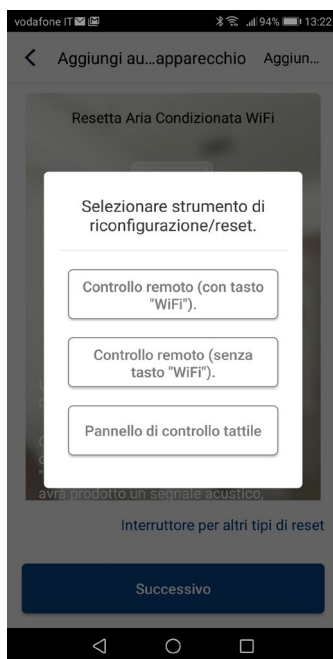 vodafone IT 94% 13:22
Aggiungi au...apparecchio Aggiun...
Resetta Aria Condizionata WiFi
Selezionare strumento di
riconfigurazione/reset.
Controllo remoto (con tasto
"WiFi").
Controllo remoto (senza
tasto "WiFi").
Pannello di controllo tattile
avrà prodotto un segnale acustico,
Interruttore per altri tipi di reset
Successivo